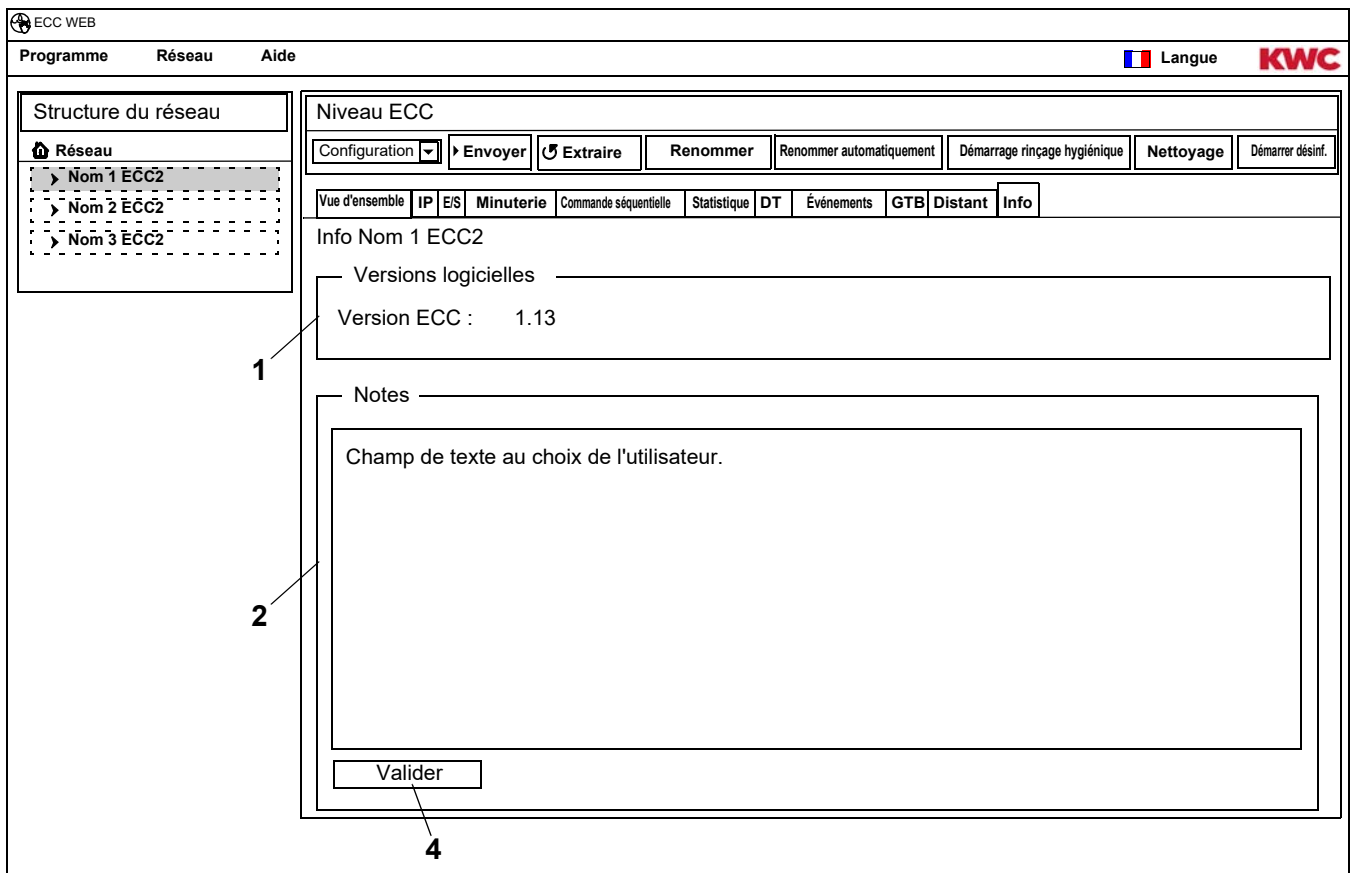 ECC WEB
Programme Réseau Aide Langue KWC
Structure du réseau
Réseau
Nom 1 ECC2
Nom 2 ECC2
Nom 3 ECC2
Niveau ECC
Configuration Envoyer Extraire Renommer Renommer automatiquement Démarrage rinçage hygiénique Nettoyage Démarrer désinf.
Vue d'ensemble IP E/S Minuterie Commande séquentielle Statistique DT Événements GTB Distant Info
Info Nom 1 ECC2
Versions logicielles
Version ECC : 1.13
1
Notes
Champ de texte au choix de l'utilisateur.
2
Valider
4